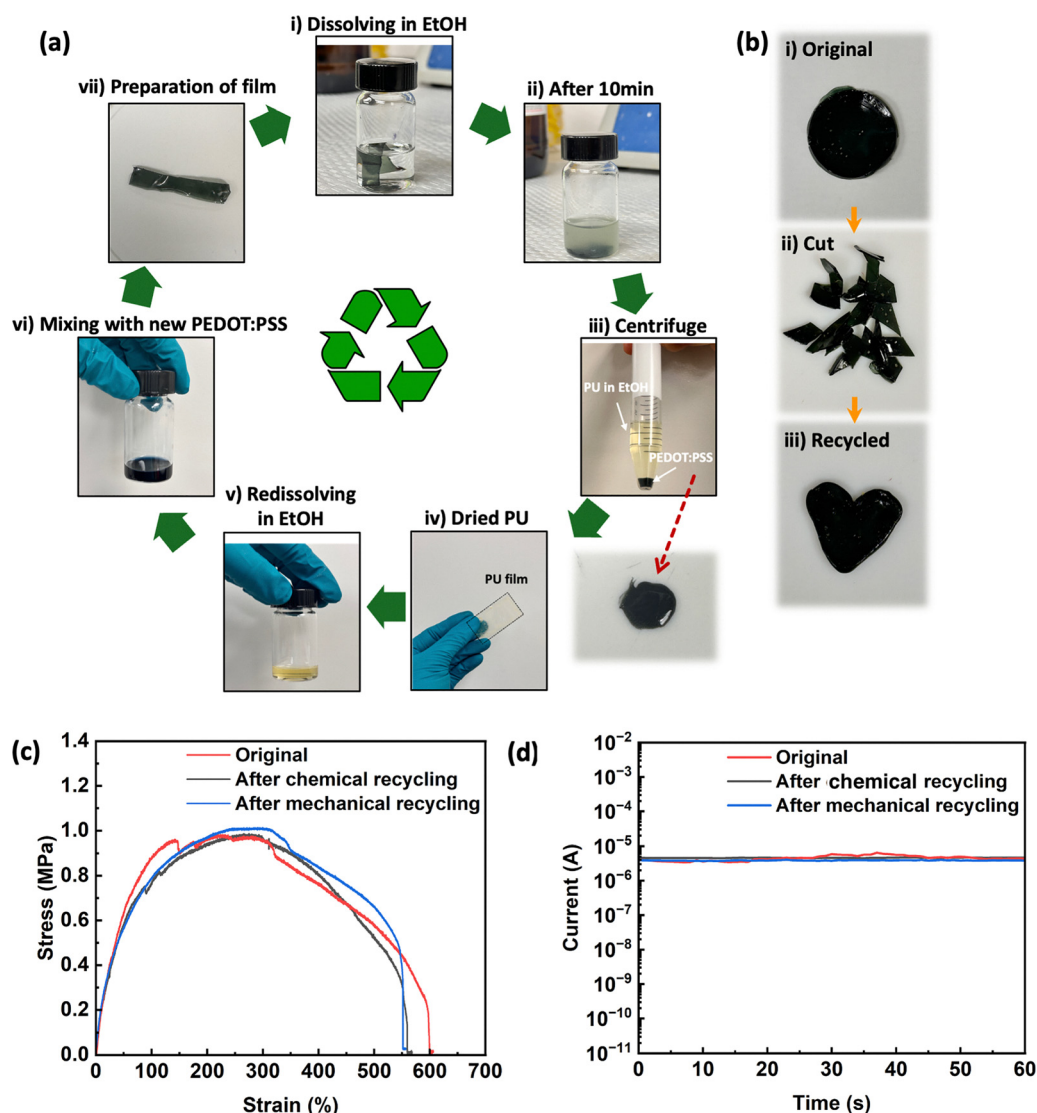 (a)
i) Dissolving in EtOH
ii) After 10min
iii) Centrifuge
PU in EtOH
PEDOT:PSS
iv) Dried PU
PU film
v) Redissolving
in EtOH
vi) Mixing with new PEDOT:PSS
vii) Preparation of film
(b)
i) Original
ii) Cut
iii) Recycled
(c)
Original
After chemical recycling
After mechanical recycling
Stress (MPa)
1.4
1.2
1.0
0.8
0.6
0.4
0.2
0.0
0 100 200 300 400 500 600 700
Strain (%)
(d)
Original
After chemical recycling
After mechanical recycling
Current (A)
10⁻²
10⁻³
10⁻⁴
10⁻⁵
10⁻⁶
10⁻⁷
10⁻⁸
10⁻⁹
10⁻¹⁰
10⁻¹¹
0 10 20 30 40 50 60
Time (s)